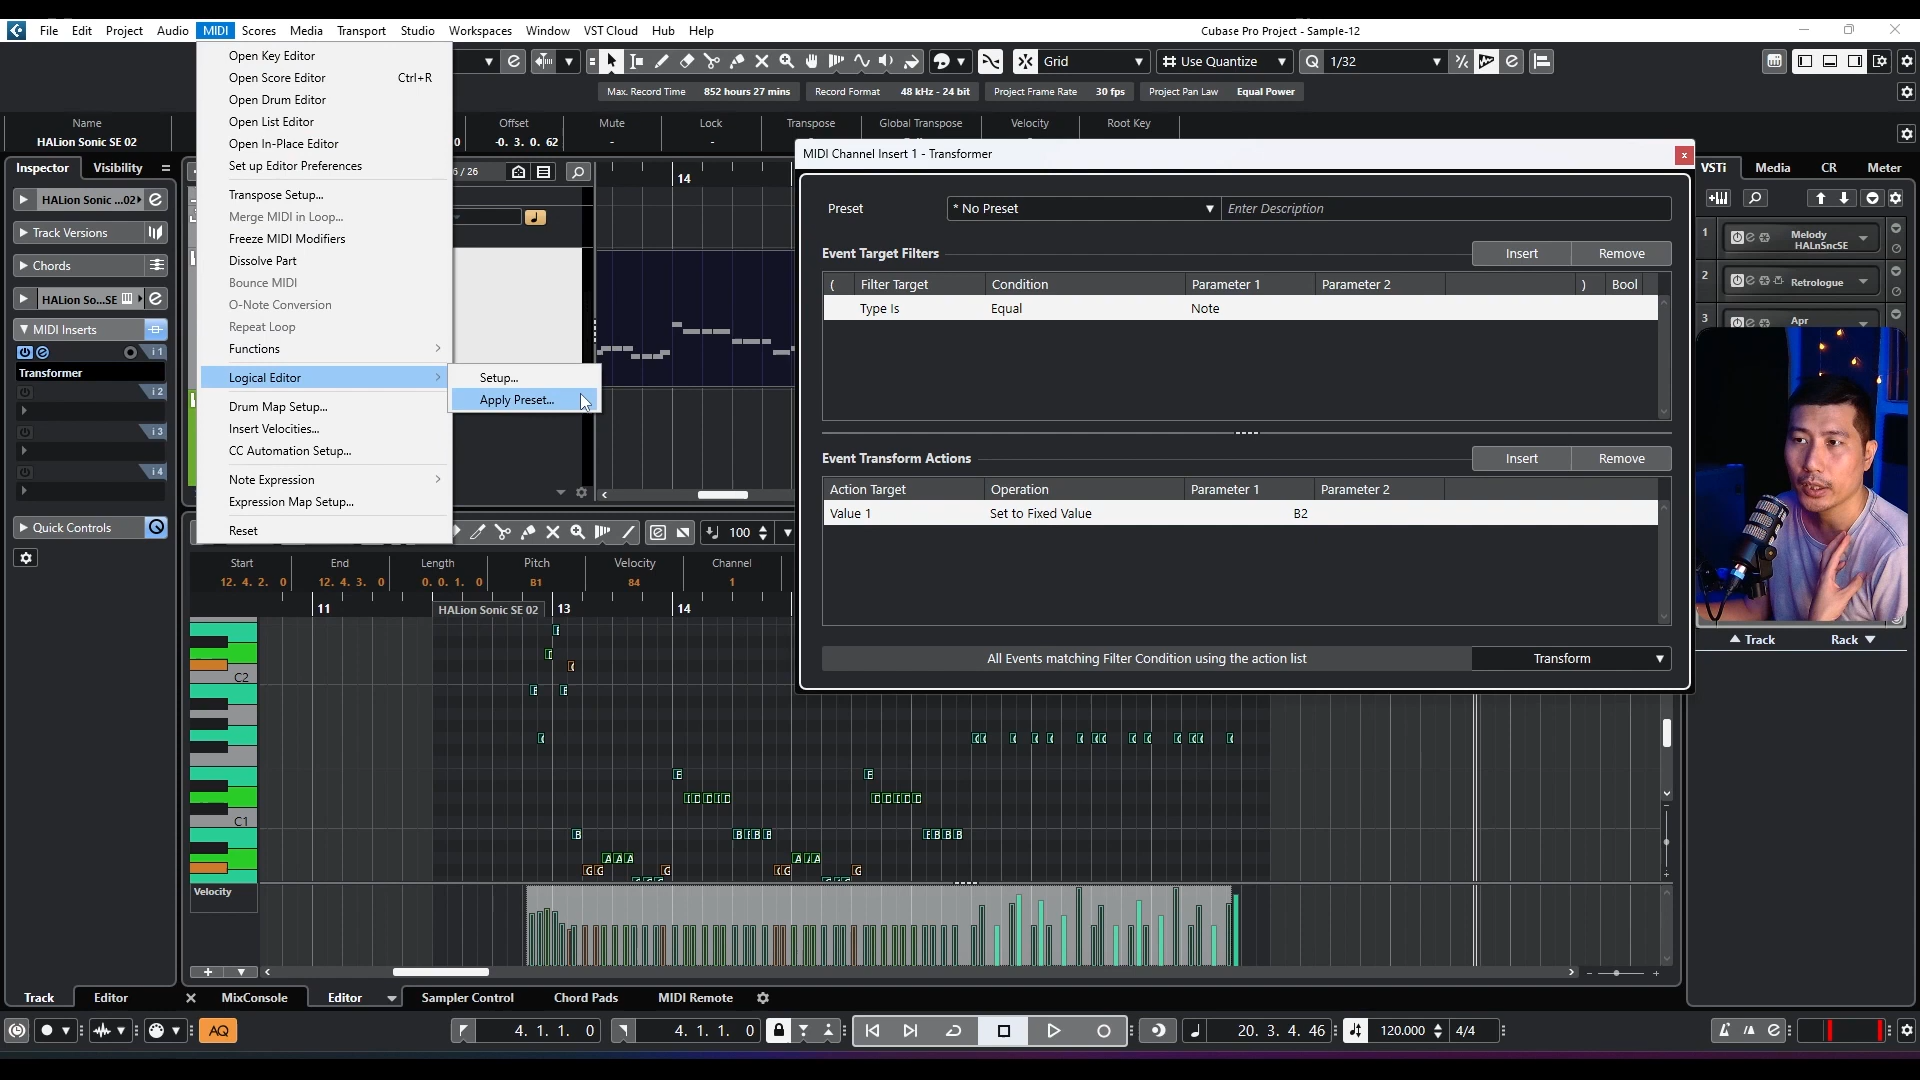 File Edit Project Audio MIDI Scores Media Transport Studio Workspaces Window VST Cloud Hub Help
Cubase Pro Project - Sample-12
Open Key Editor
Open Score Editor Ctrl+R
Open Drum Editor
Open List Editor
Open In-Place Editor
Set up Editor Preferences
Transpose Setup...
Merge MIDI in Loop...
Freeze MIDI Modifiers
Dissolve Part
Bounce MIDI
O-Note Conversion
Repeat Loop
Functions
Logical Editor
Drum Map Setup...
Insert Velocities...
CC Automation Setup...
Note Expression
Expression Map Setup...
Reset
Setup...
Apply Preset...
Grid
Use Quantize
1/32
Max. Record Time 852 hours 27 mins
Record Format 48 kHz - 24 bit
Project Frame Rate 30 fps
Project Pan Law Equal Power
Name
HALion Sonic SE 02
Offset Mute Lock Transpose Global Transpose Velocity Root Key
-0. 3. 0. 62 - -
Inspector Visibility
HALion Sonic ...02
Track Versions
Chords
HALion So...SE
MIDI Inserts
i 1
Transformer
i 2
i 3
i 4
Quick Controls
14
MIDI Channel Insert 1 - Transformer
x
Preset * No Preset Enter Description
Event Target Filters Insert Remove
( Filter Target Condition Parameter 1 Parameter 2 ) Bool
Type Is Equal Note
Event Transform Actions Insert Remove
Action Target Operation Parameter 1 Parameter 2
Value 1 Set to Fixed Value B2
All Events matching Filter Condition using the action list Transform
VSTi Media CR Meter
1 Melody
HALnSncSE
2 Retrologue
3 Apr
Track Rack
100
Start End Length Pitch Velocity Channel
12. 4. 2. 0 12. 4. 3. 0 0. 0. 1. 0 B1 84 1
11 HALion Sonic SE 02 13 14
C2
C1
Velocity
Track Editor MixConsole Editor Sampler Control Chord Pads MIDI Remote
AQ 4. 1. 1. 0 4. 1. 1. 0 20. 3. 4. 46 120.000 4/4